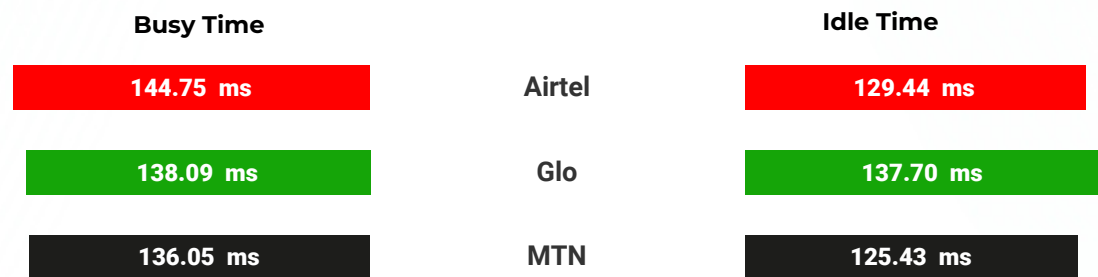 Busy Time Idle Time
144.75 ms Airtel 129.44 ms
138.09 ms Glo 137.70 ms
136.05 ms MTN 125.43 ms